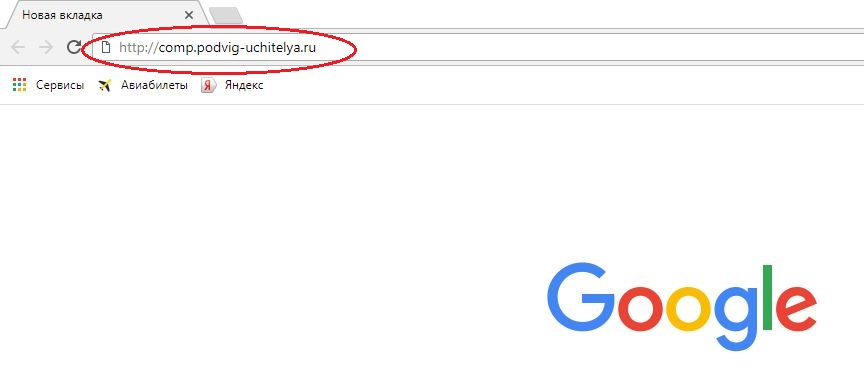 Новая вкладка
http://comp.podvig-uchitelya.ru
Сервисы Авиабилеты Я Яндекс
Google